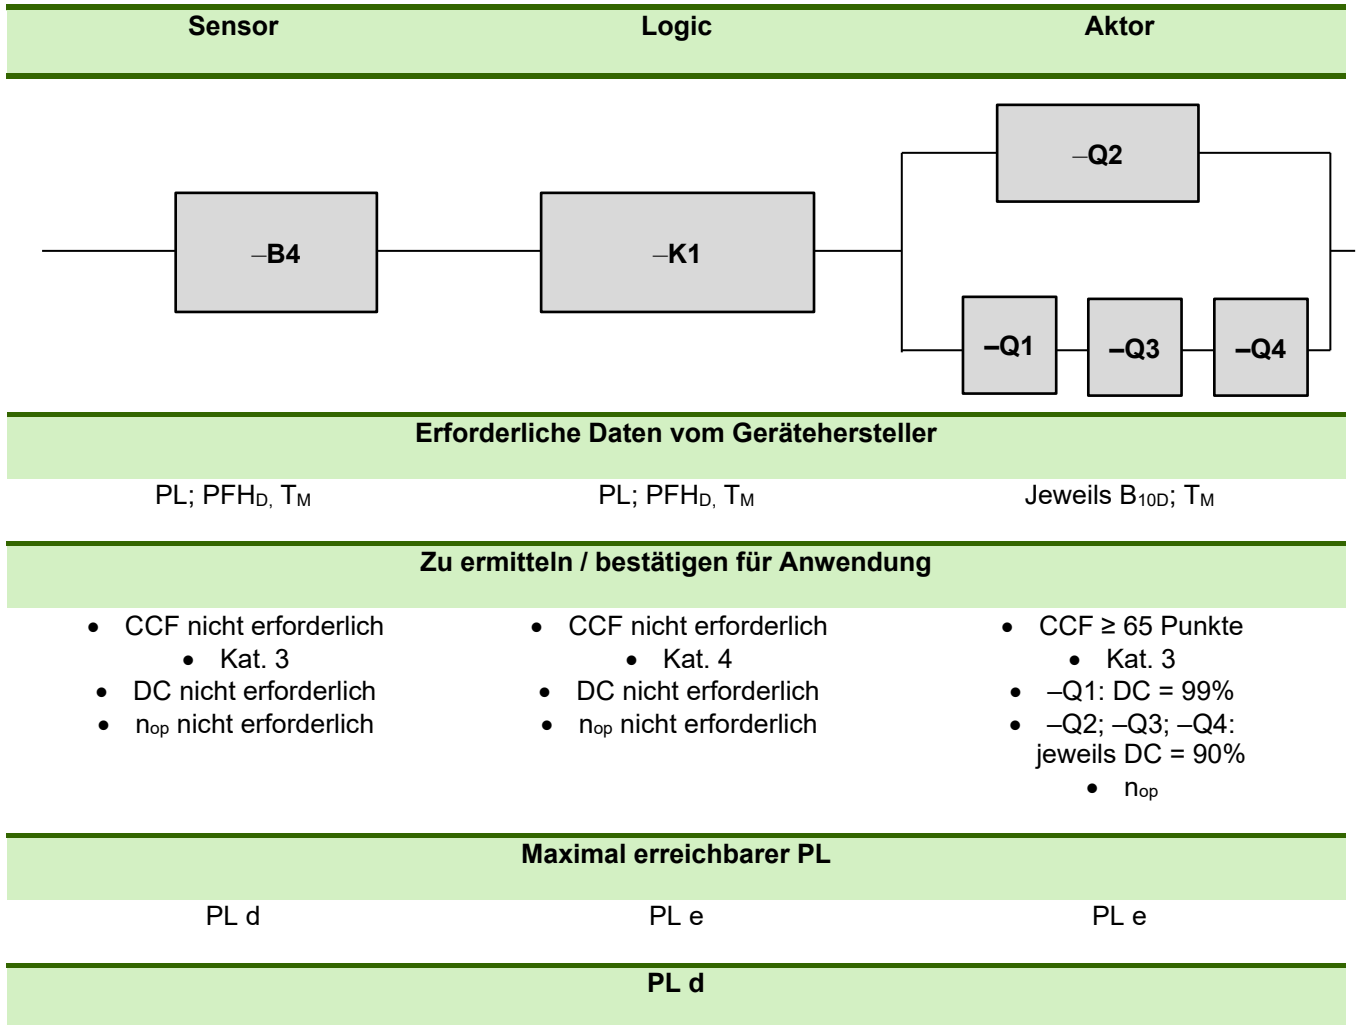 Sensor Logic Aktor
–Q2
–B4 –K1
–Q1 –Q3 –Q4
Erforderliche Daten vom Gerätehersteller
PL; PFHD, TM PL; PFHD, TM Jeweils B10D; TM
Zu ermitteln / bestätigen für Anwendung
• CCF nicht erforderlich
• Kat. 3
• DC nicht erforderlich
• nop nicht erforderlich
• CCF nicht erforderlich
• Kat. 4
• DC nicht erforderlich
• nop nicht erforderlich
• CCF ≥ 65 Punkte
• Kat. 3
• –Q1: DC = 99%
• –Q2; –Q3; –Q4:
jeweils DC = 90%
• nop
Maximal erreichbarer PL
PL d PL e PL e
PL d